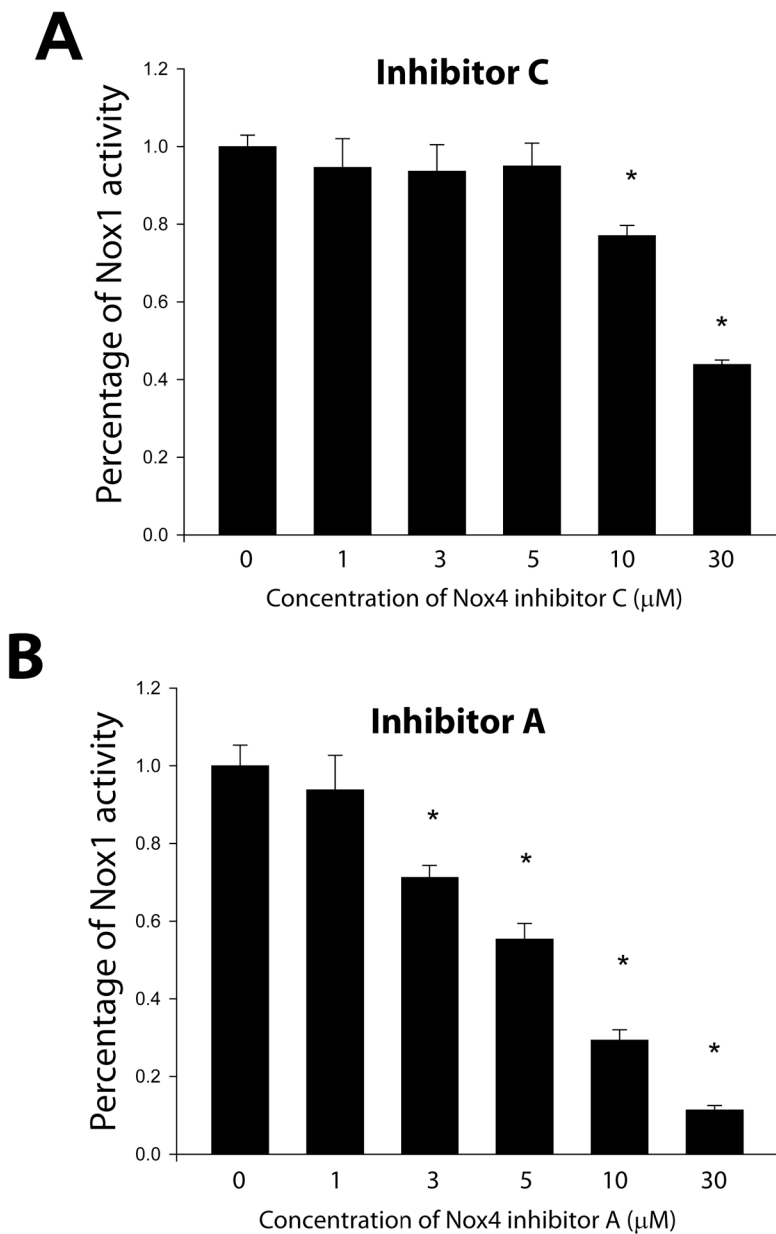 A
Inhibitor C
Percentage of Nox1 activity
1.2
1.0
0.8
0.6
0.4
0.2
0.0
*
*
0 1 3 5 10 30
Concentration of Nox4 inhibitor C (μM)
B
Inhibitor A
Percentage of Nox1 activity
1.2
1.0
0.8
0.6
0.4
0.2
0.0
*
*
*
*
0 1 3 5 10 30
Concentration of Nox4 inhibitor A (μM)